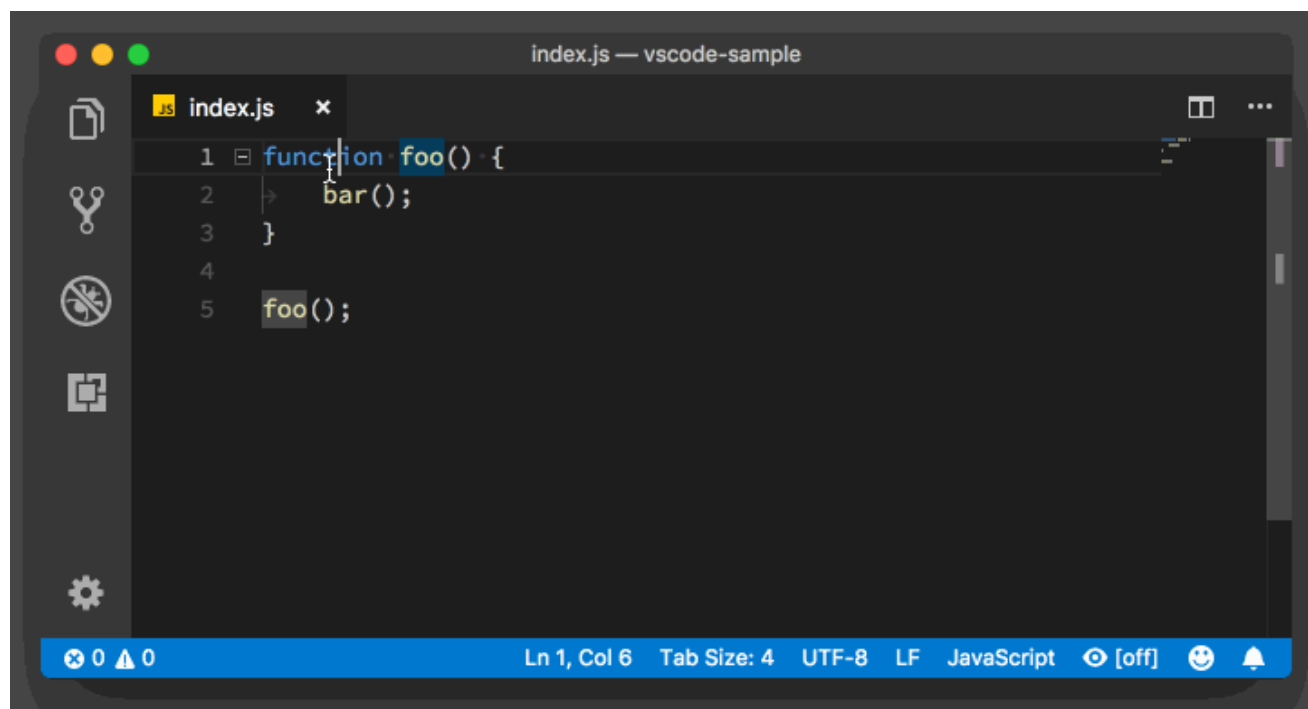 index.js — vscode-sample
JS index.js ×
1 function foo() {
2 bar();
3 }
4
5 foo();
0 0 Ln 1, Col 6 Tab Size: 4 UTF-8 LF JavaScript [off]